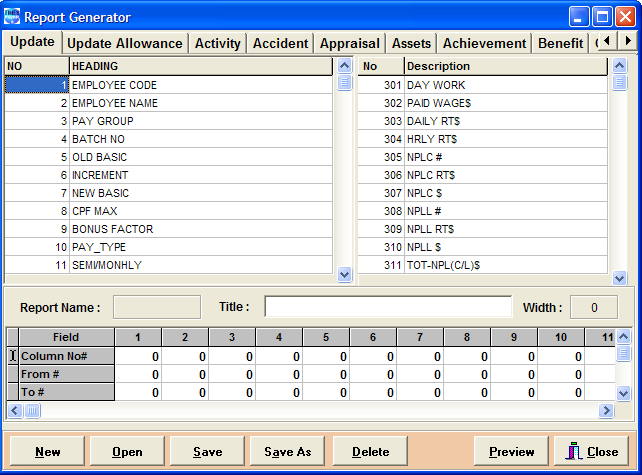 Report Generator
Update Update Allowance Activity Accident Appraisal Assets Achievement Benefit
NO HEADING
1 EMPLOYEE CODE
2 EMPLOYEE NAME
3 PAY GROUP
4 BATCH NO
5 OLD BASIC
6 INCREMENT
7 NEW BASIC
8 CPF MAX
9 BONUS FACTOR
10 PAY_TYPE
11 SEMI/MONHLY
No Description
301 DAY WORK
302 PAID WAGE$
303 DAILY RT$
304 HRLY RT$
305 NPLC #
306 NPLC RT$
307 NPLC $
308 NPLL #
309 NPLL RT$
310 NPLL $
311 TOT-NPL(C/L)$
Report Name : Title : Width : 0
Field 1 2 3 4 5 6 7 8 9 10 11
Column No# 0 0 0 0 0 0 0 0 0 0
From # 0 0 0 0 0 0 0 0 0 0
To # 0 0 0 0 0 0 0 0 0 0
New Open Save Save As Delete Preview Close